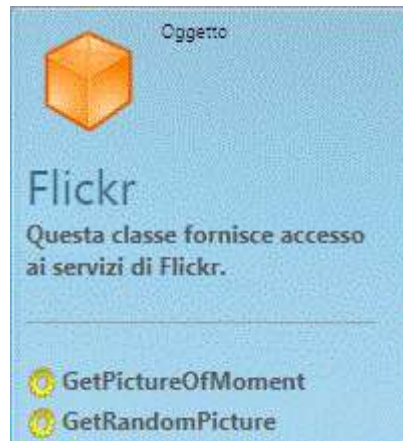 Oggetto
Flickr
Questa classe fornisce accesso
ai servizi di Flickr.
GetPictureOfMoment
GetRandomPicture